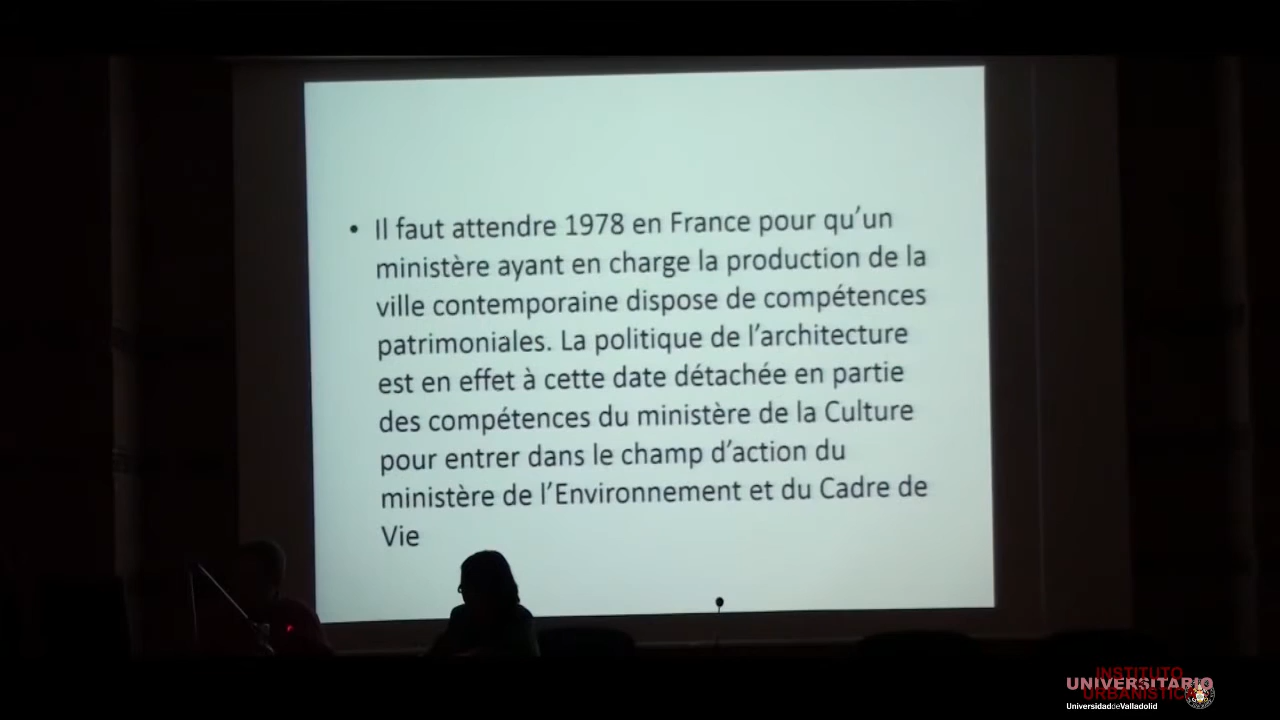 • Il faut attendre 1978 en France pour qu’un
ministère ayant en charge la production de la
ville contemporaine dispose de compétences
patrimoniales. La politique de l’architecture
est en effet à cette date détachée en partie
des compétences du ministère de la Culture
pour entrer dans le champ d’action du
ministère de l’Environnement et du Cadre de
Vie
INSTITUTO
UNIVERSITARIO
URBANÍSTICA
UniversidaddeValladolid